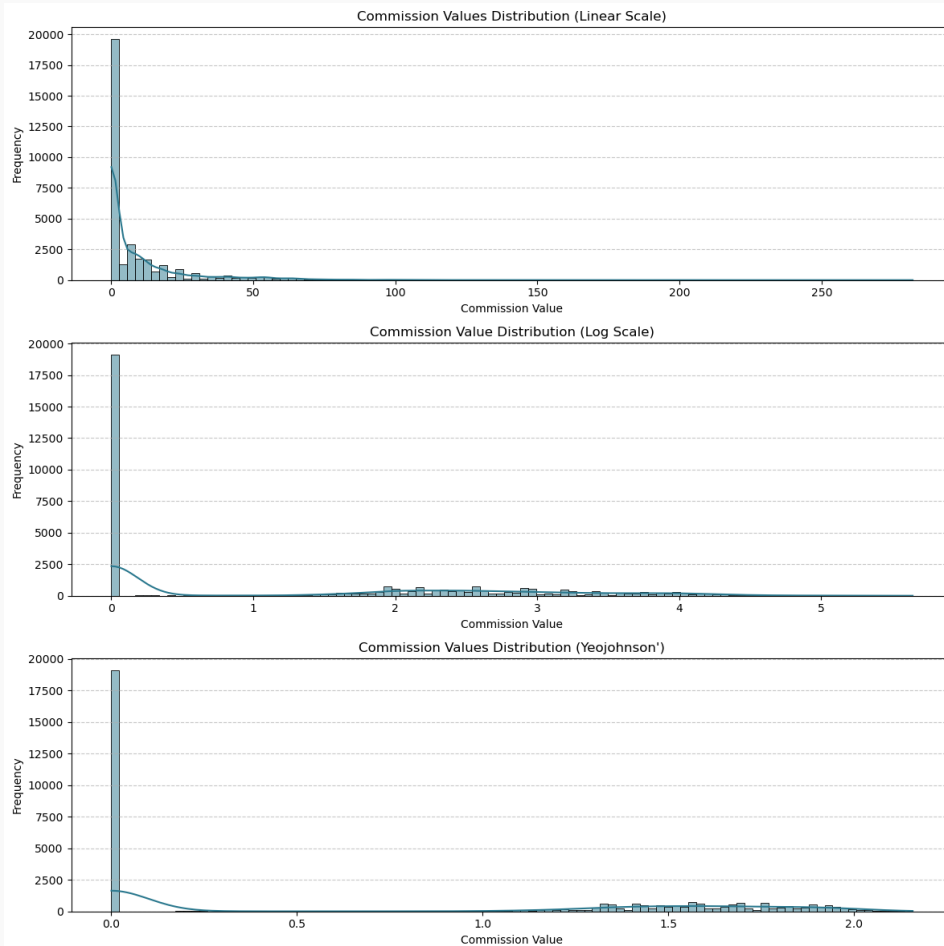 Commission Values Distribution (Linear Scale)
20000
17500
15000
12500
10000
7500
5000
2500
0
Frequency
0 50 100 150 200 250
Commission Value
Commission Value Distribution (Log Scale)
20000
17500
15000
12500
10000
7500
5000
2500
0
Frequency
0 1 2 3 4 5
Commission Value
Commission Values Distribution (Yeojohnson')
20000
17500
15000
12500
10000
7500
5000
2500
0
Frequency
0.0 0.5 1.0 1.5 2.0
Commission Value